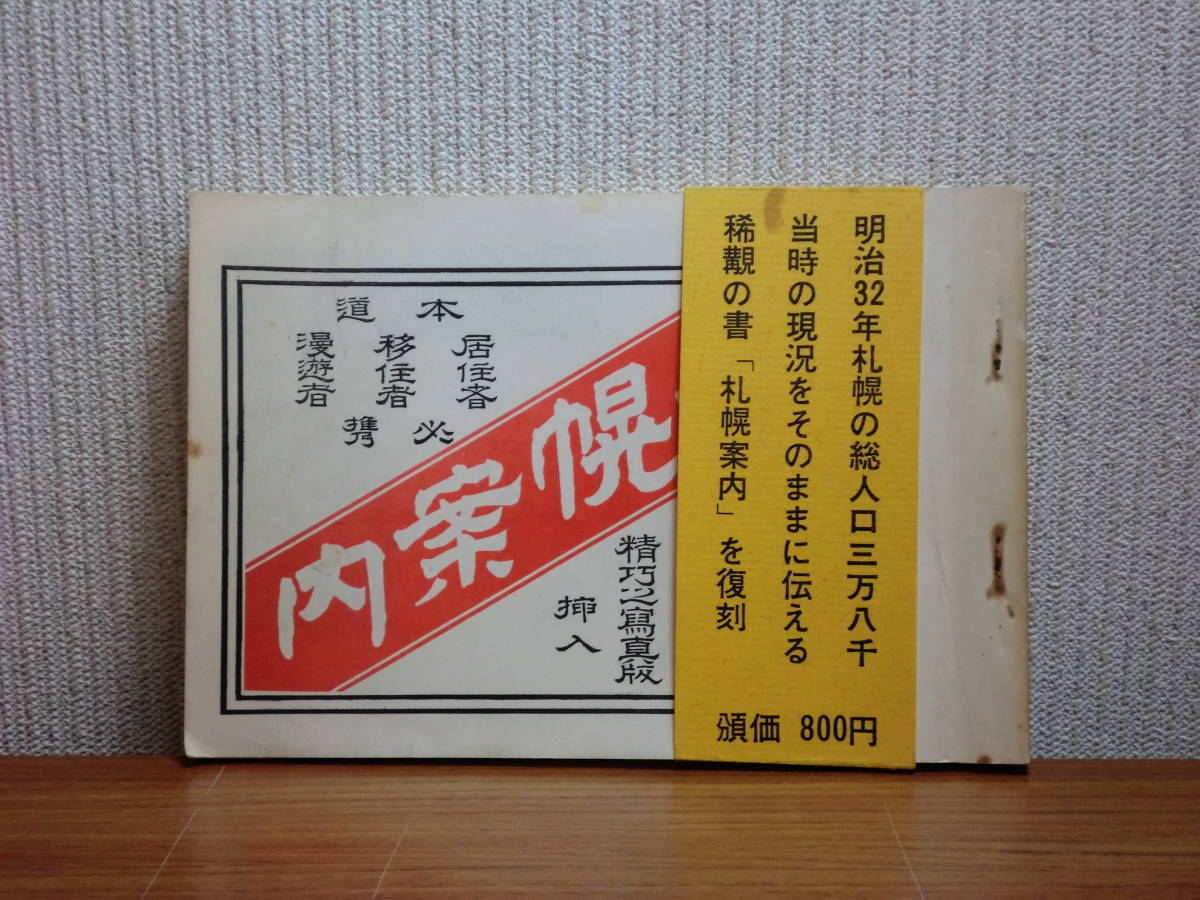 明治32年札幌の総人口三万八千
当時の現況をそのままに伝える
稀觀の書「札幌案内」を復刻
頒価 800円
本道
居住者
移住者
漫遊者
必携
幌案内
精巧之寫真版
挿入